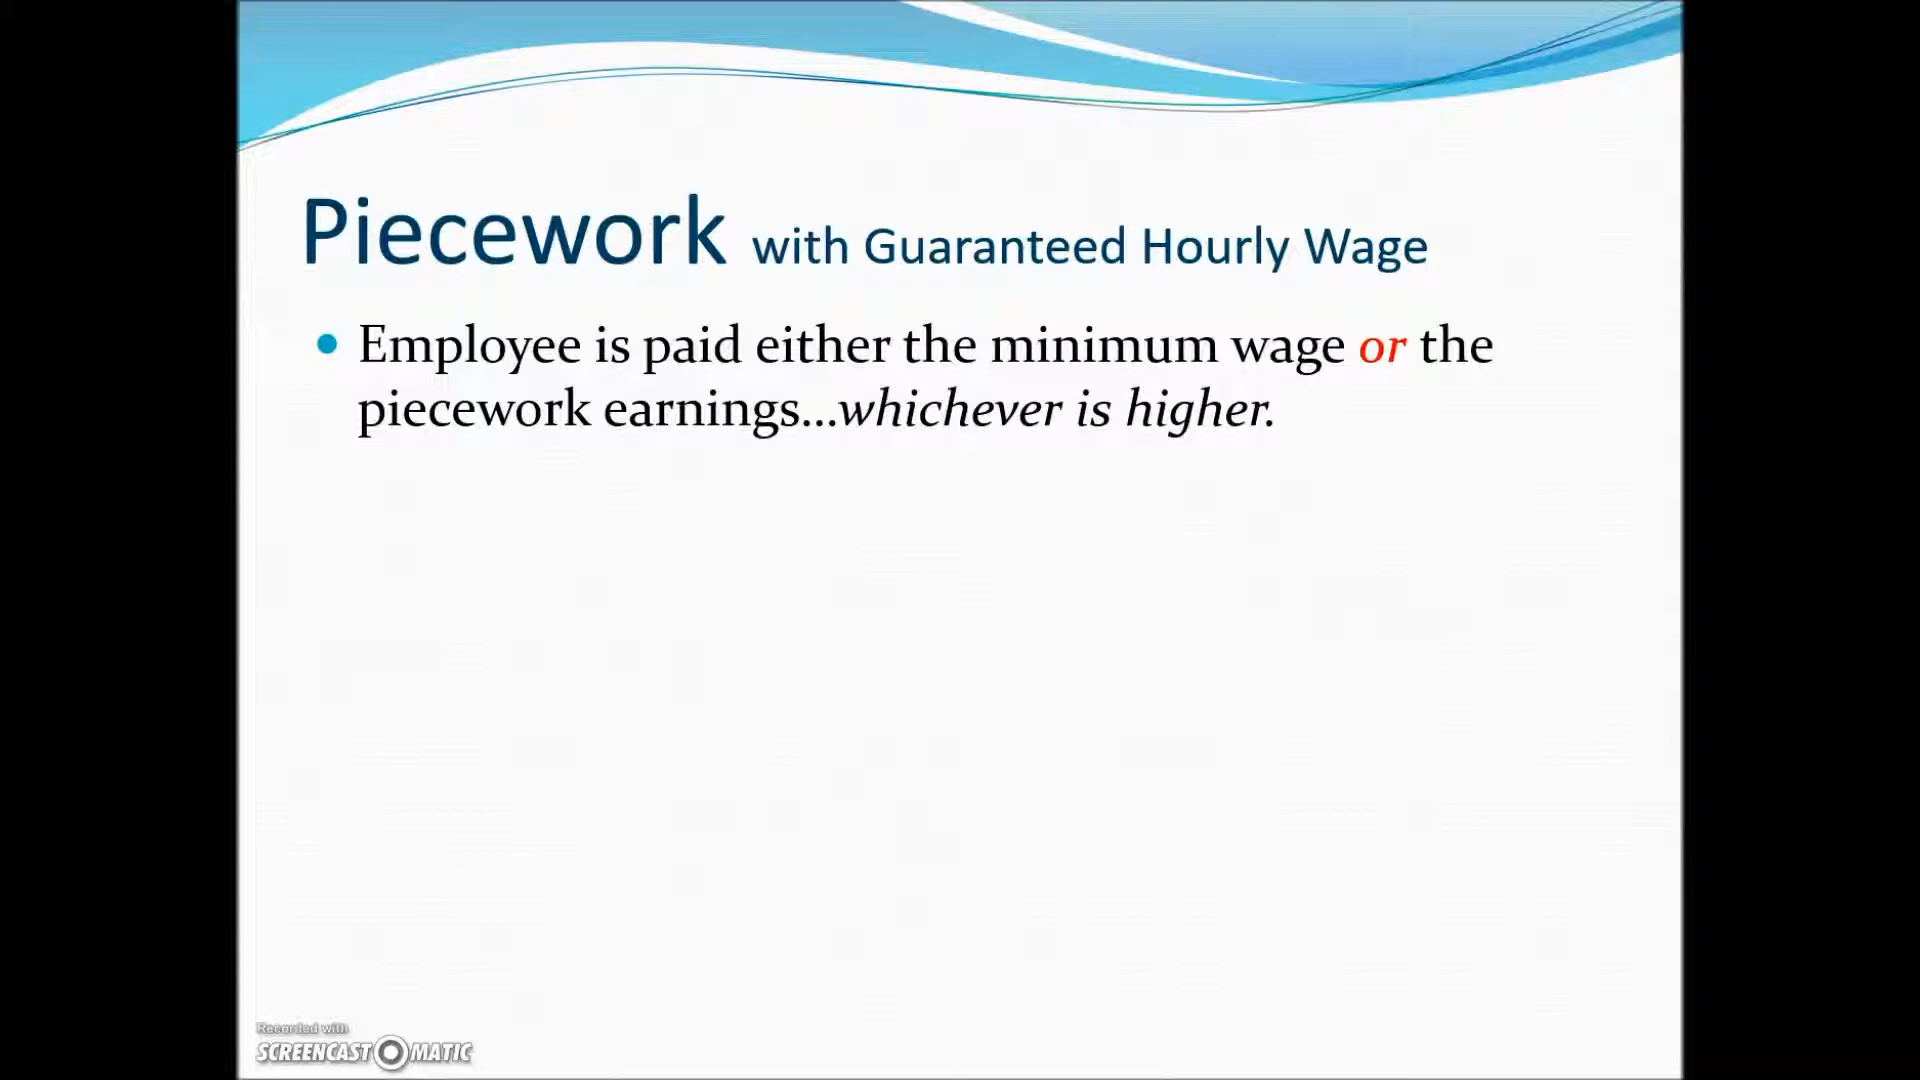 Piecework with Guaranteed Hourly Wage
Employee is paid either the minimum wage or the
piecework earnings...whichever is higher.
Recorded with
SCREENCAST MATIC